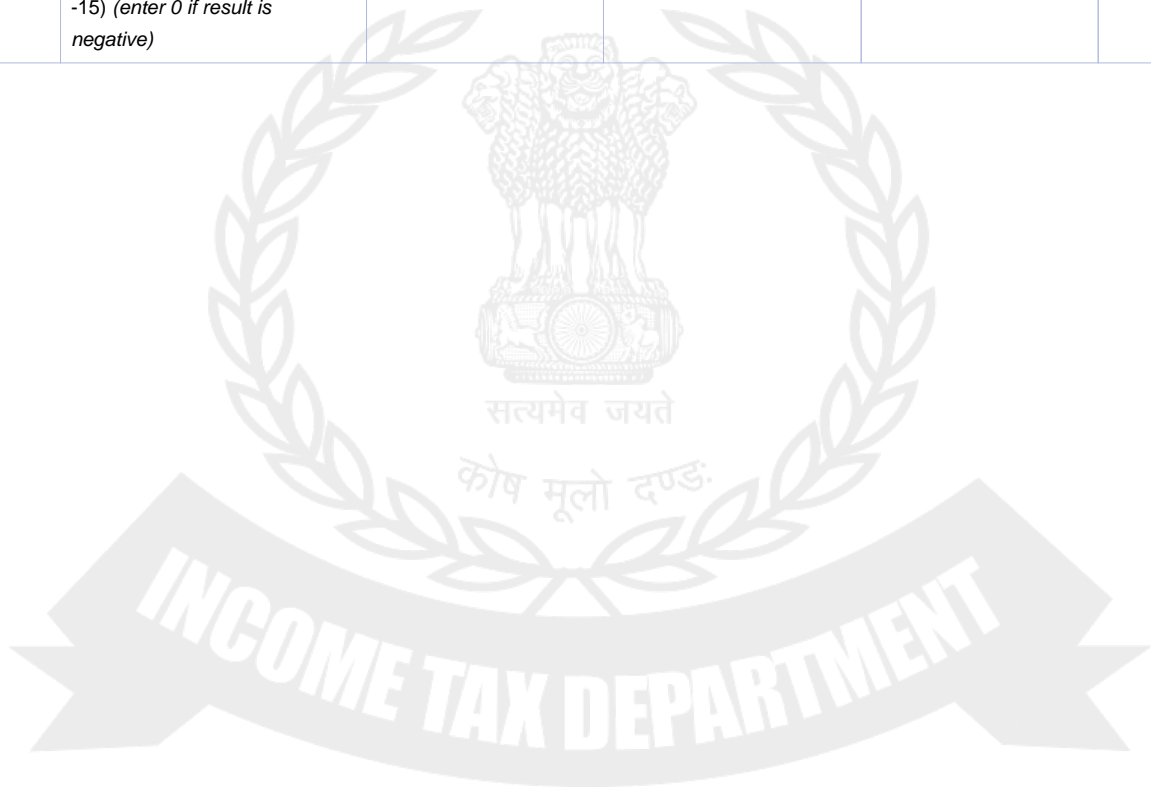 -15) (enter 0 if result is
negative)
सत्यमेव जयते
कोष मूलो दण्डः
INCOME TAX DEPARTMENT